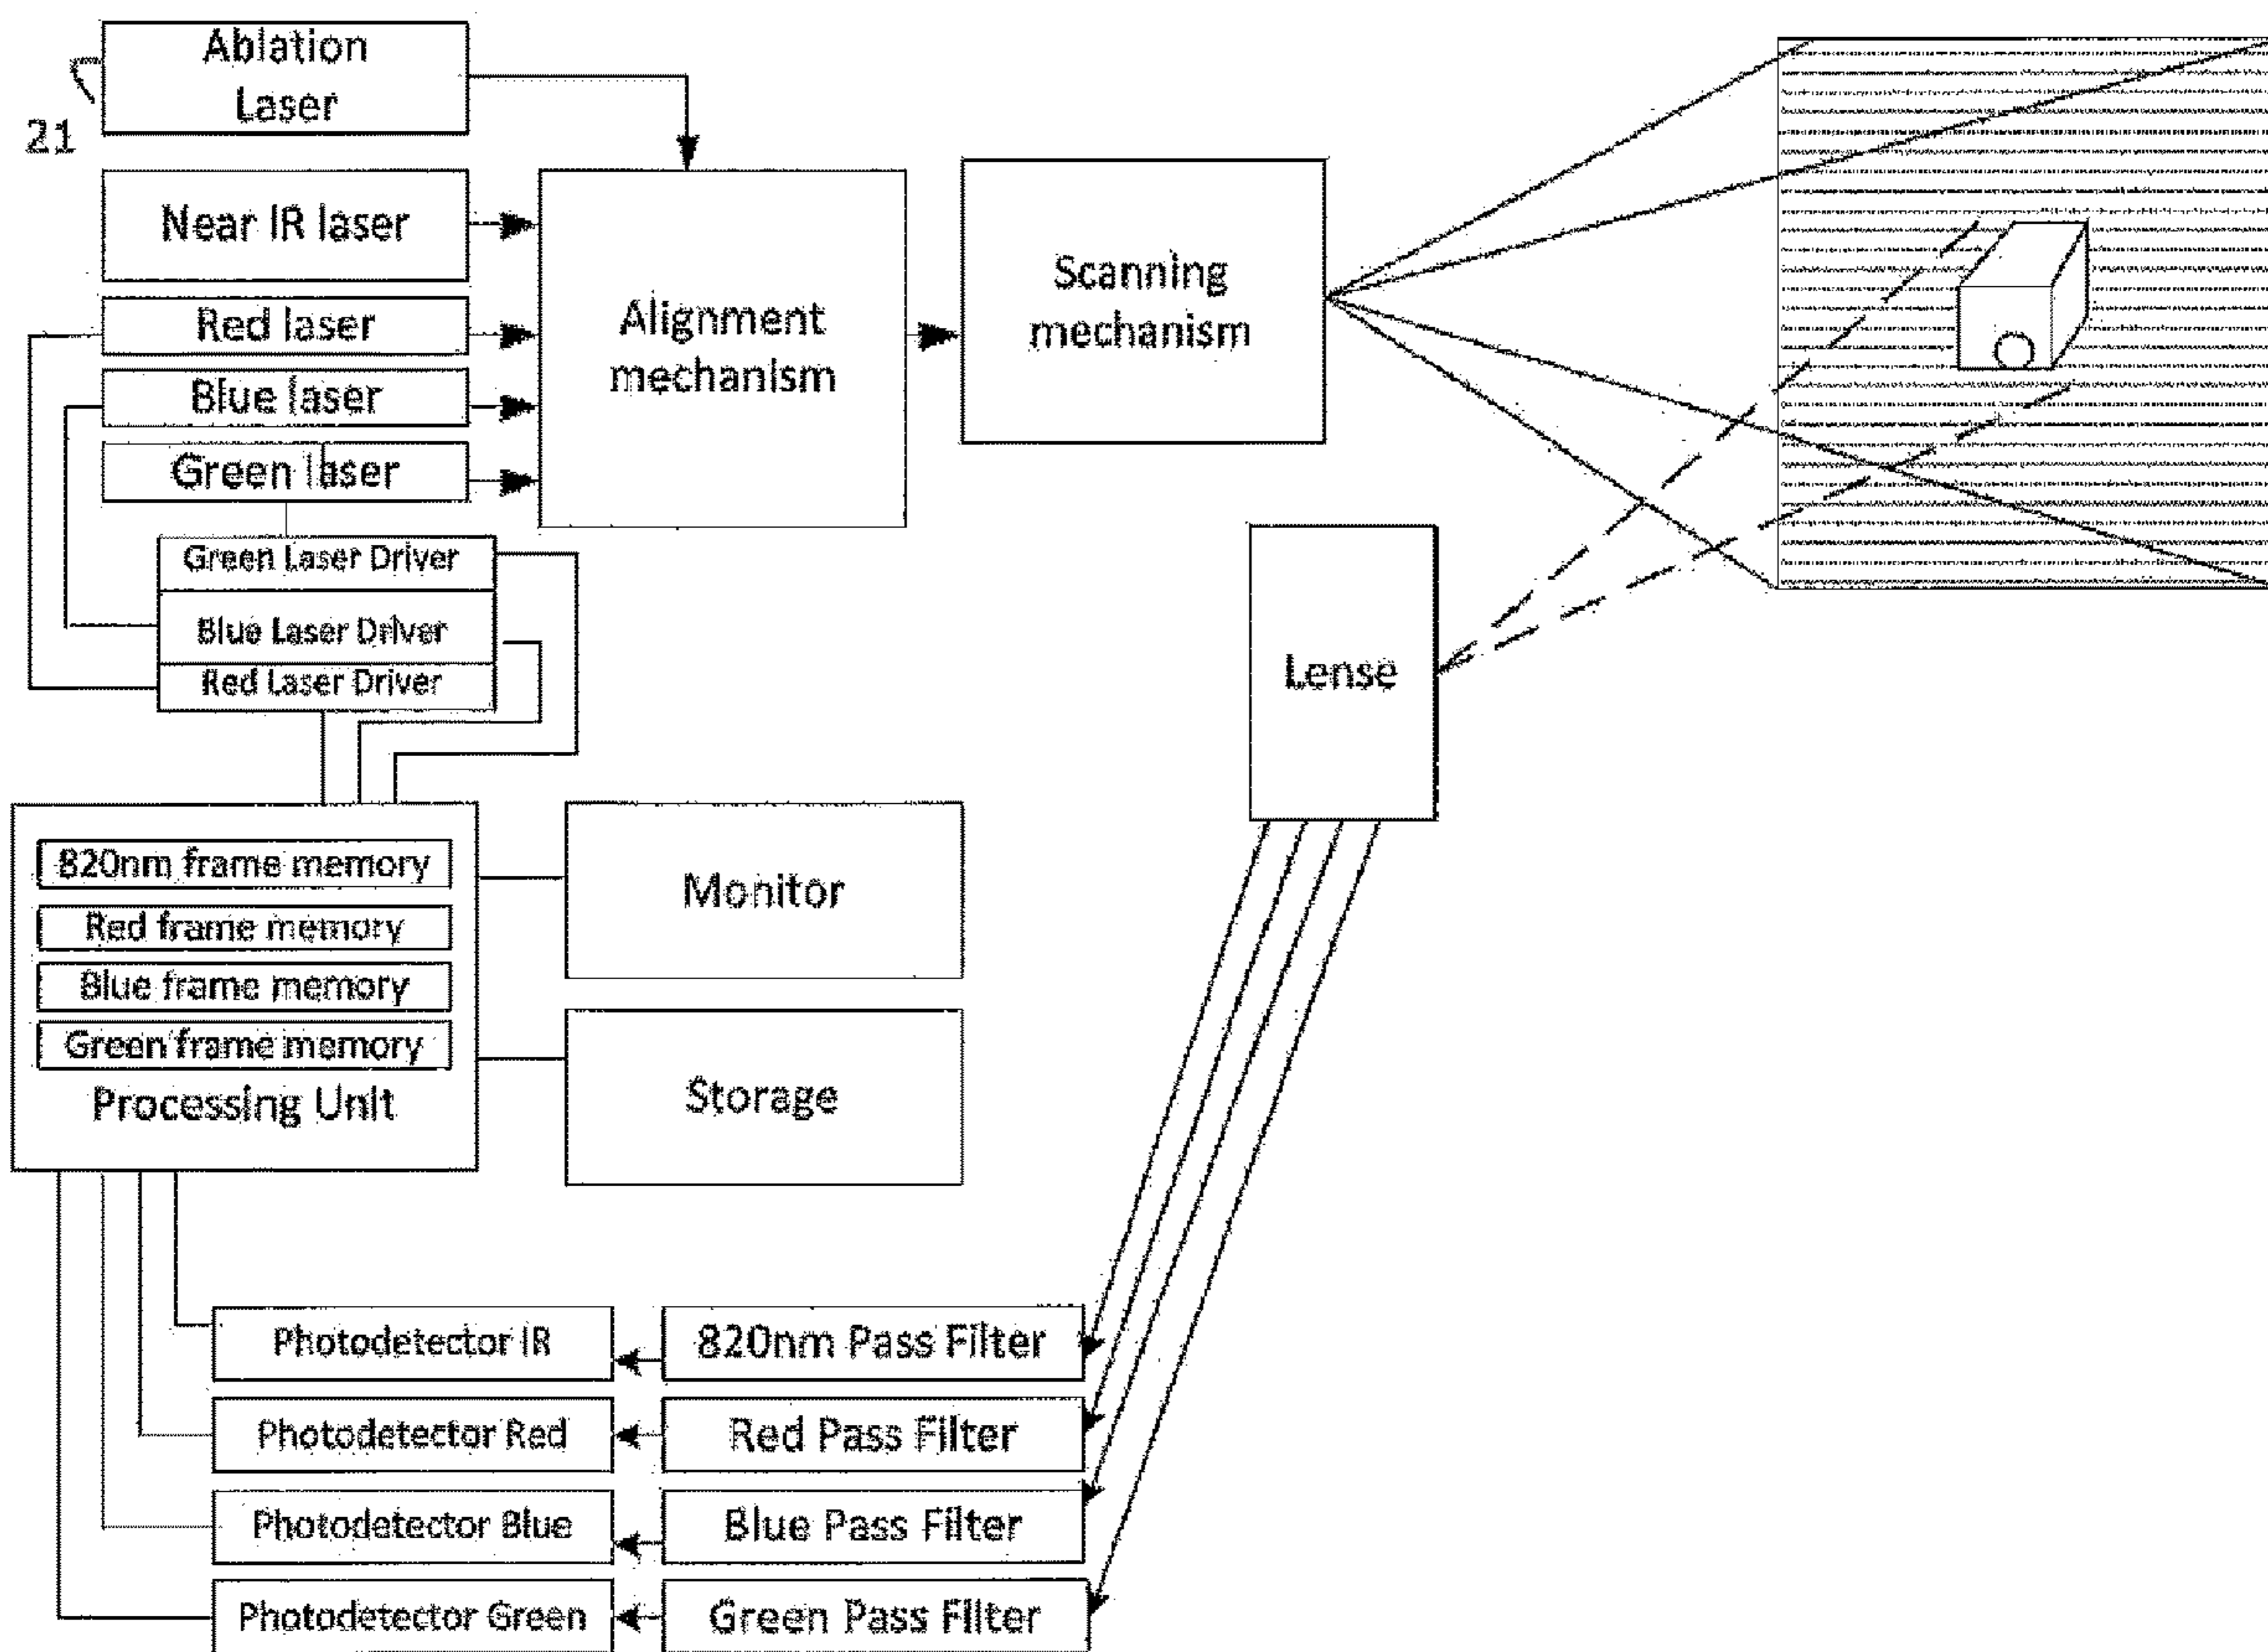 Ablation
Laser
21
Near IR laser
Red laser
Blue laser
Green laser
Alignment
mechanism
Scanning
mechanism
Green Laser Driver
Blue Laser Driver
Red Laser Driver
Lense
820nm frame memory
Red frame memory
Blue frame memory
Green frame memory
Processing Unit
Monitor
Storage
Photodetector IR
820nm Pass Filter
Photodetector Red
Red Pass Filter
Photodetector Blue
Blue Pass Filter
Photodetector Green
Green Pass Filter